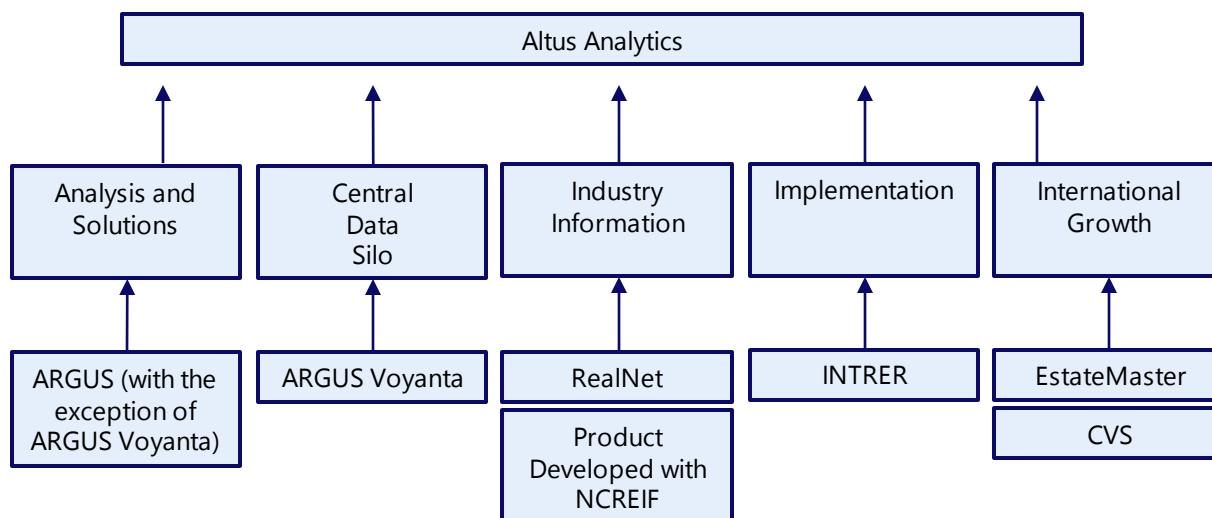 Altus Analytics
Analysis and
Solutions
Central
Data
Silo
Industry
Information
Implementation
International
Growth
ARGUS (with the
exception of
ARGUS Voyanta)
ARGUS Voyanta
RealNet
Product
Developed with
NCREIF
INTRER
EstateMaster
CVS